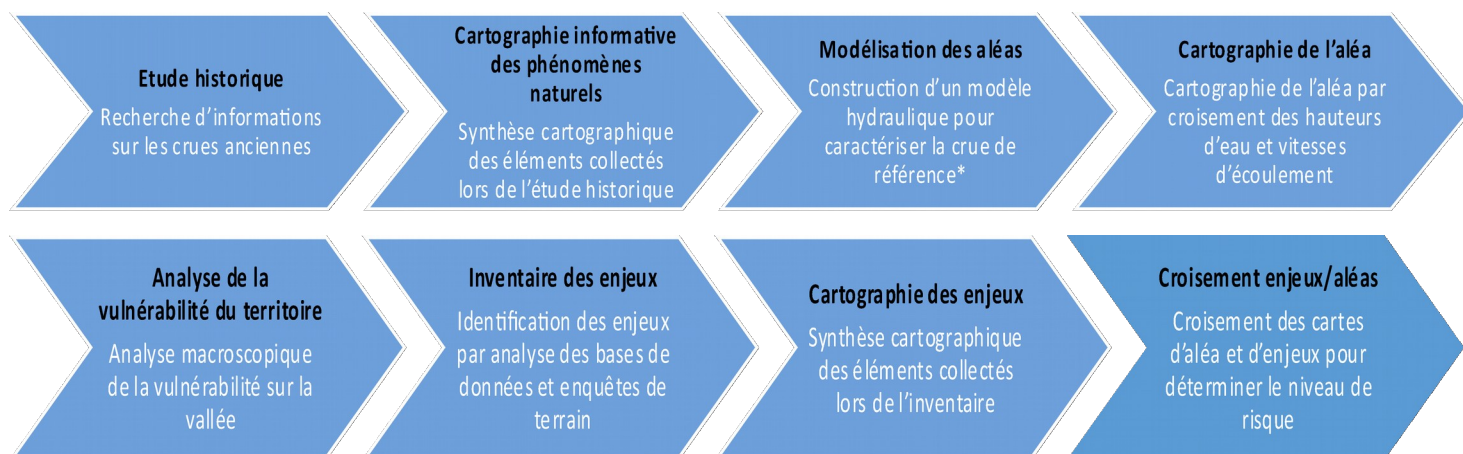 Etude historique
Recherche d'informations
sur les crues anciennes
Cartographie informative
des phénomènes
naturels
Synthèse cartographique
des éléments collectés
lors de l'étude historique
Modélisation des aléas
Construction d'un modèle
hydraulique pour
caractériser la crue de
référence*
Cartographie de l'aléa
Cartographie de l'aléa par
croisement des hauteurs
d'eau et vitesses
d'écoulement
Analyse de la
vulnérabilité du territoire
Analyse macroscopique
de la vulnérabilité sur la
vallée
Inventaire des enjeux
Identification des enjeux
par analyse des bases de
données et enquêtes de
terrain
Cartographie des enjeux
Synthèse cartographique
des éléments collectés
lors de l'inventaire
Croisement enjeux/aléas
Croisement des cartes
d'aléa et d'enjeux pour
déterminer le niveau de
risque